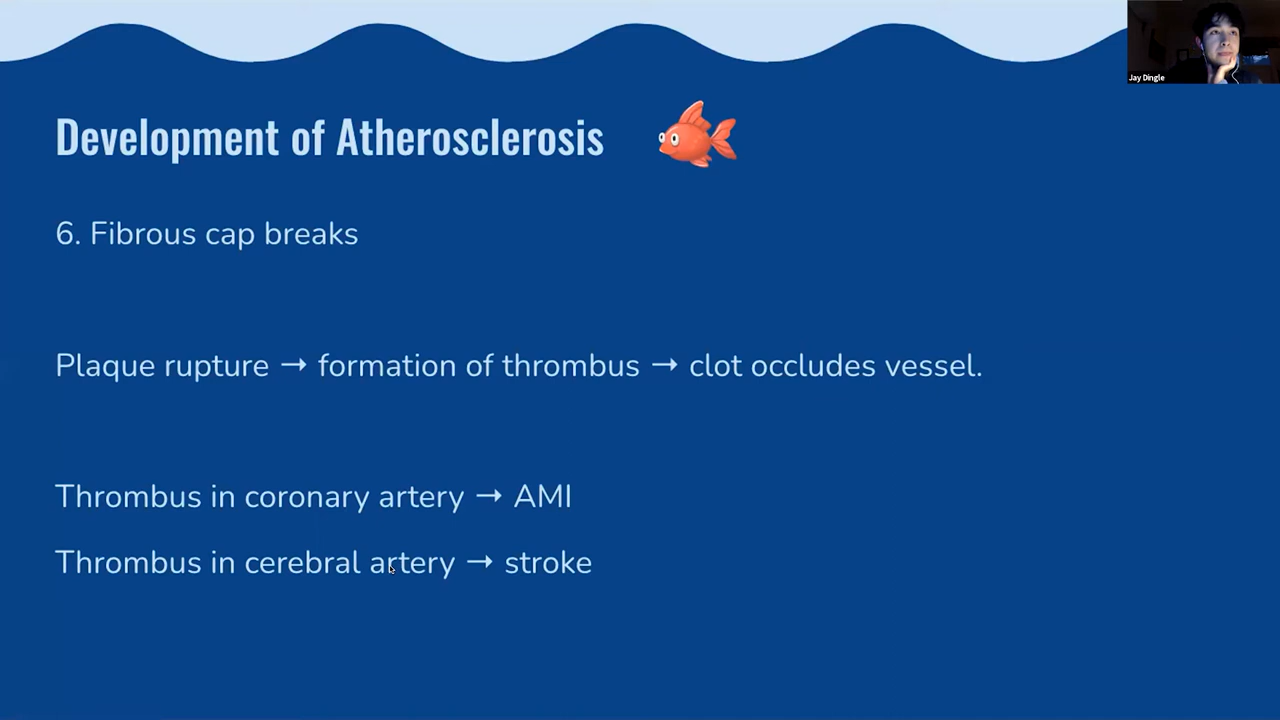 Jay Dingle
Development of Atherosclerosis
6. Fibrous cap breaks
Plaque rupture → formation of thrombus → clot occludes vessel.
Thrombus in coronary artery → AMI
Thrombus in cerebral artery → stroke